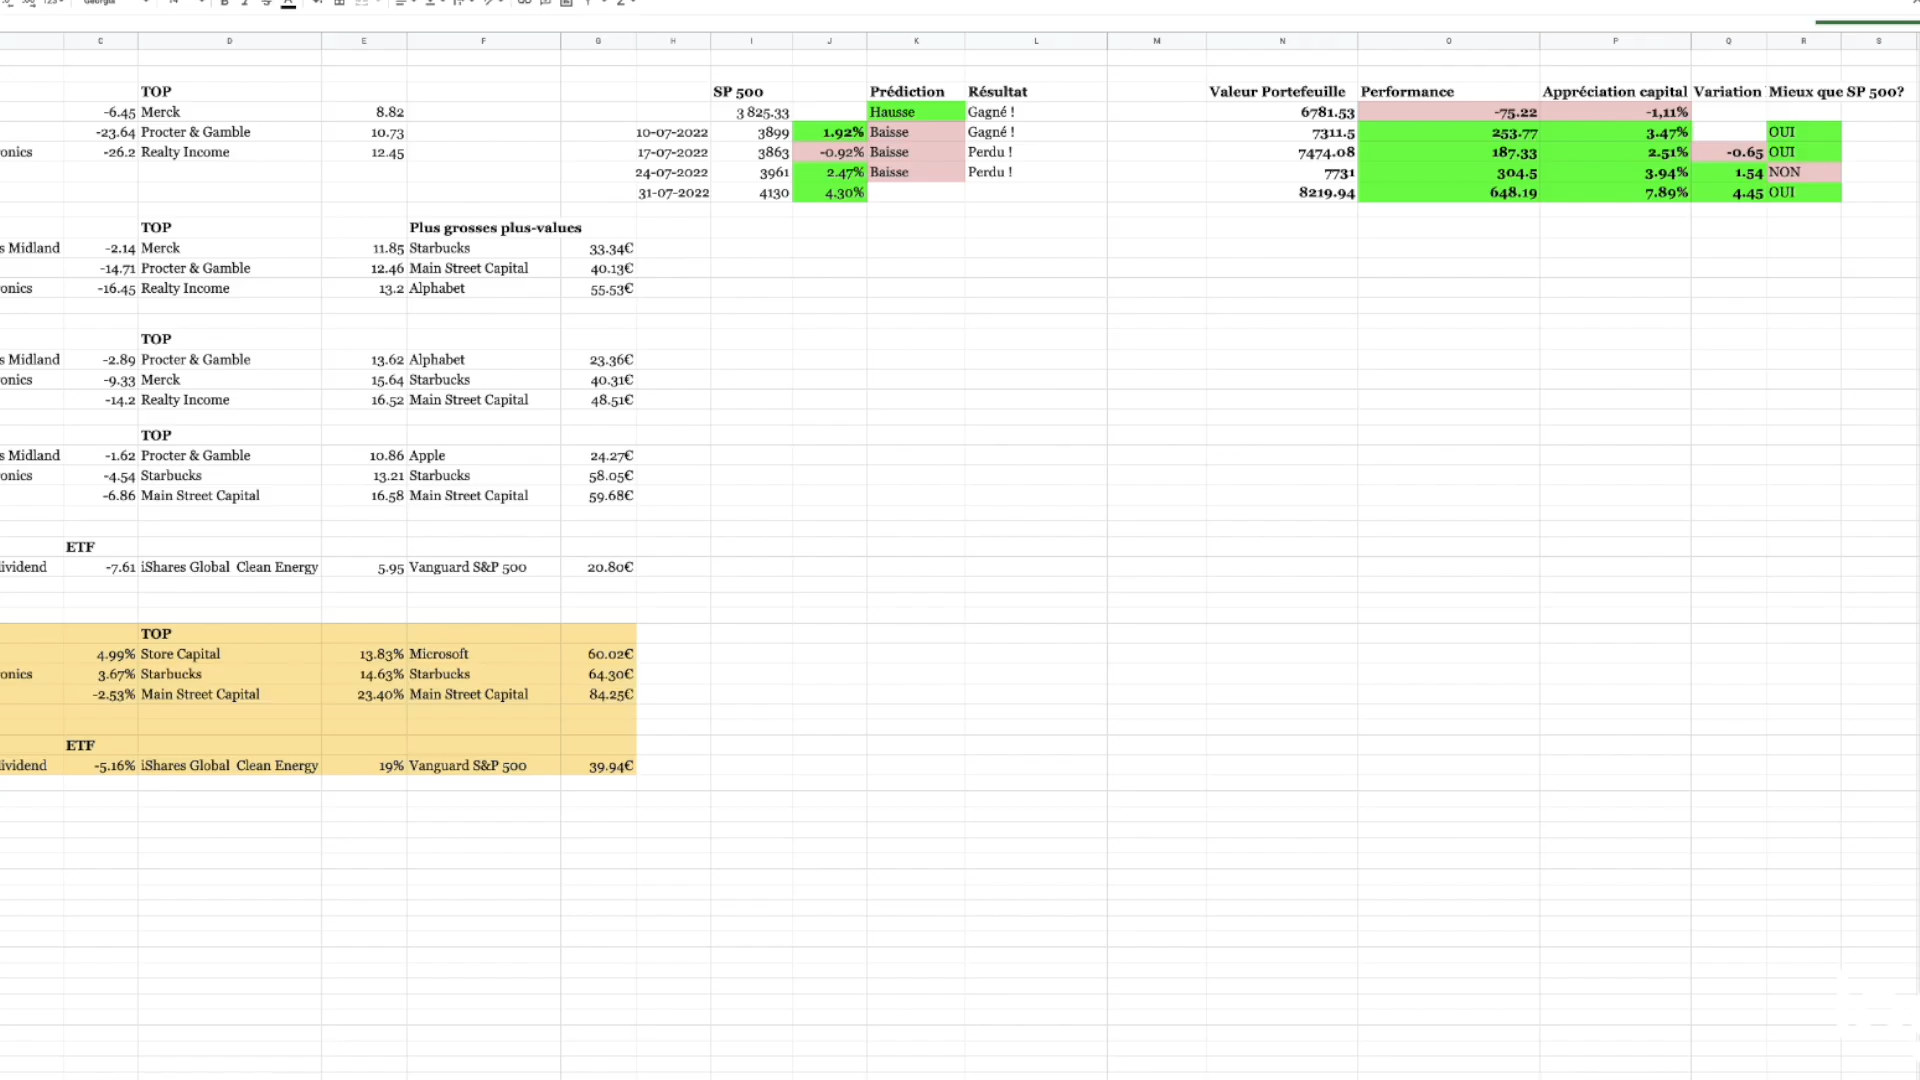 Georgia
C D E F G H I J K L M N O P Q R S
TOP SP 500 Prédiction Résultat Valeur Portefeuille Performance Appréciation capital Variation Mieux que SP 500?
-6.45 Merck 8.82 3 825.33 Hausse Gagné ! 6781.53 -75.22 -1,11%
-23.64 Procter & Gamble 10.73 10-07-2022 3899 1.92% Baisse Gagné ! 7311.5 253.77 3.47% OUI
onics -26.2 Realty Income 12.45 17-07-2022 3863 -0.92% Baisse Perdu ! 7474.08 187.33 2.51% -0.65 OUI
24-07-2022 3961 2.47% Baisse Perdu ! 7731 304.5 3.94% 1.54 NON
31-07-2022 4130 4.30% 8219.94 648.19 7.89% 4.45 OUI
TOP Plus grosses plus-values
s Midland -2.14 Merck 11.85 Starbucks 33.34€
-14.71 Procter & Gamble 12.46 Main Street Capital 40.13€
onics -16.45 Realty Income 13.2 Alphabet 55.53€
TOP
s Midland -2.89 Procter & Gamble 13.62 Alphabet 23.36€
onics -9.33 Merck 15.64 Starbucks 40.31€
-14.2 Realty Income 16.52 Main Street Capital 48.51€
TOP
s Midland -1.62 Procter & Gamble 10.86 Apple 24.27€
onics -4.54 Starbucks 13.21 Starbucks 58.05€
-6.86 Main Street Capital 16.58 Main Street Capital 59.68€
ETF
ividend -7.61 iShares Global Clean Energy 5.95 Vanguard S&P 500 20.80€
TOP
4.99% Store Capital 13.83% Microsoft 60.02€
onics 3.67% Starbucks 14.63% Starbucks 64.30€
-2.53% Main Street Capital 23.40% Main Street Capital 84.25€
ETF
ividend -5.16% iShares Global Clean Energy 19% Vanguard S&P 500 39.94€